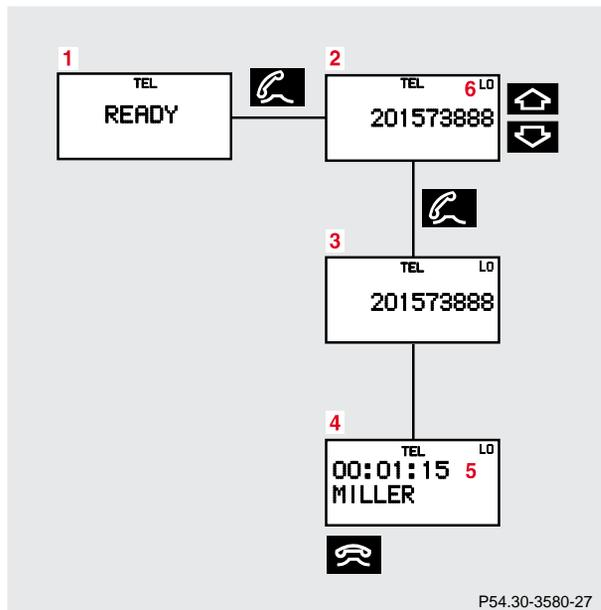 1
TEL
READY
2
TEL 6 LO
201573888
3
TEL LO
201573888
4
TEL LO
00:01:15 5
MILLER
P54.30-3580-27